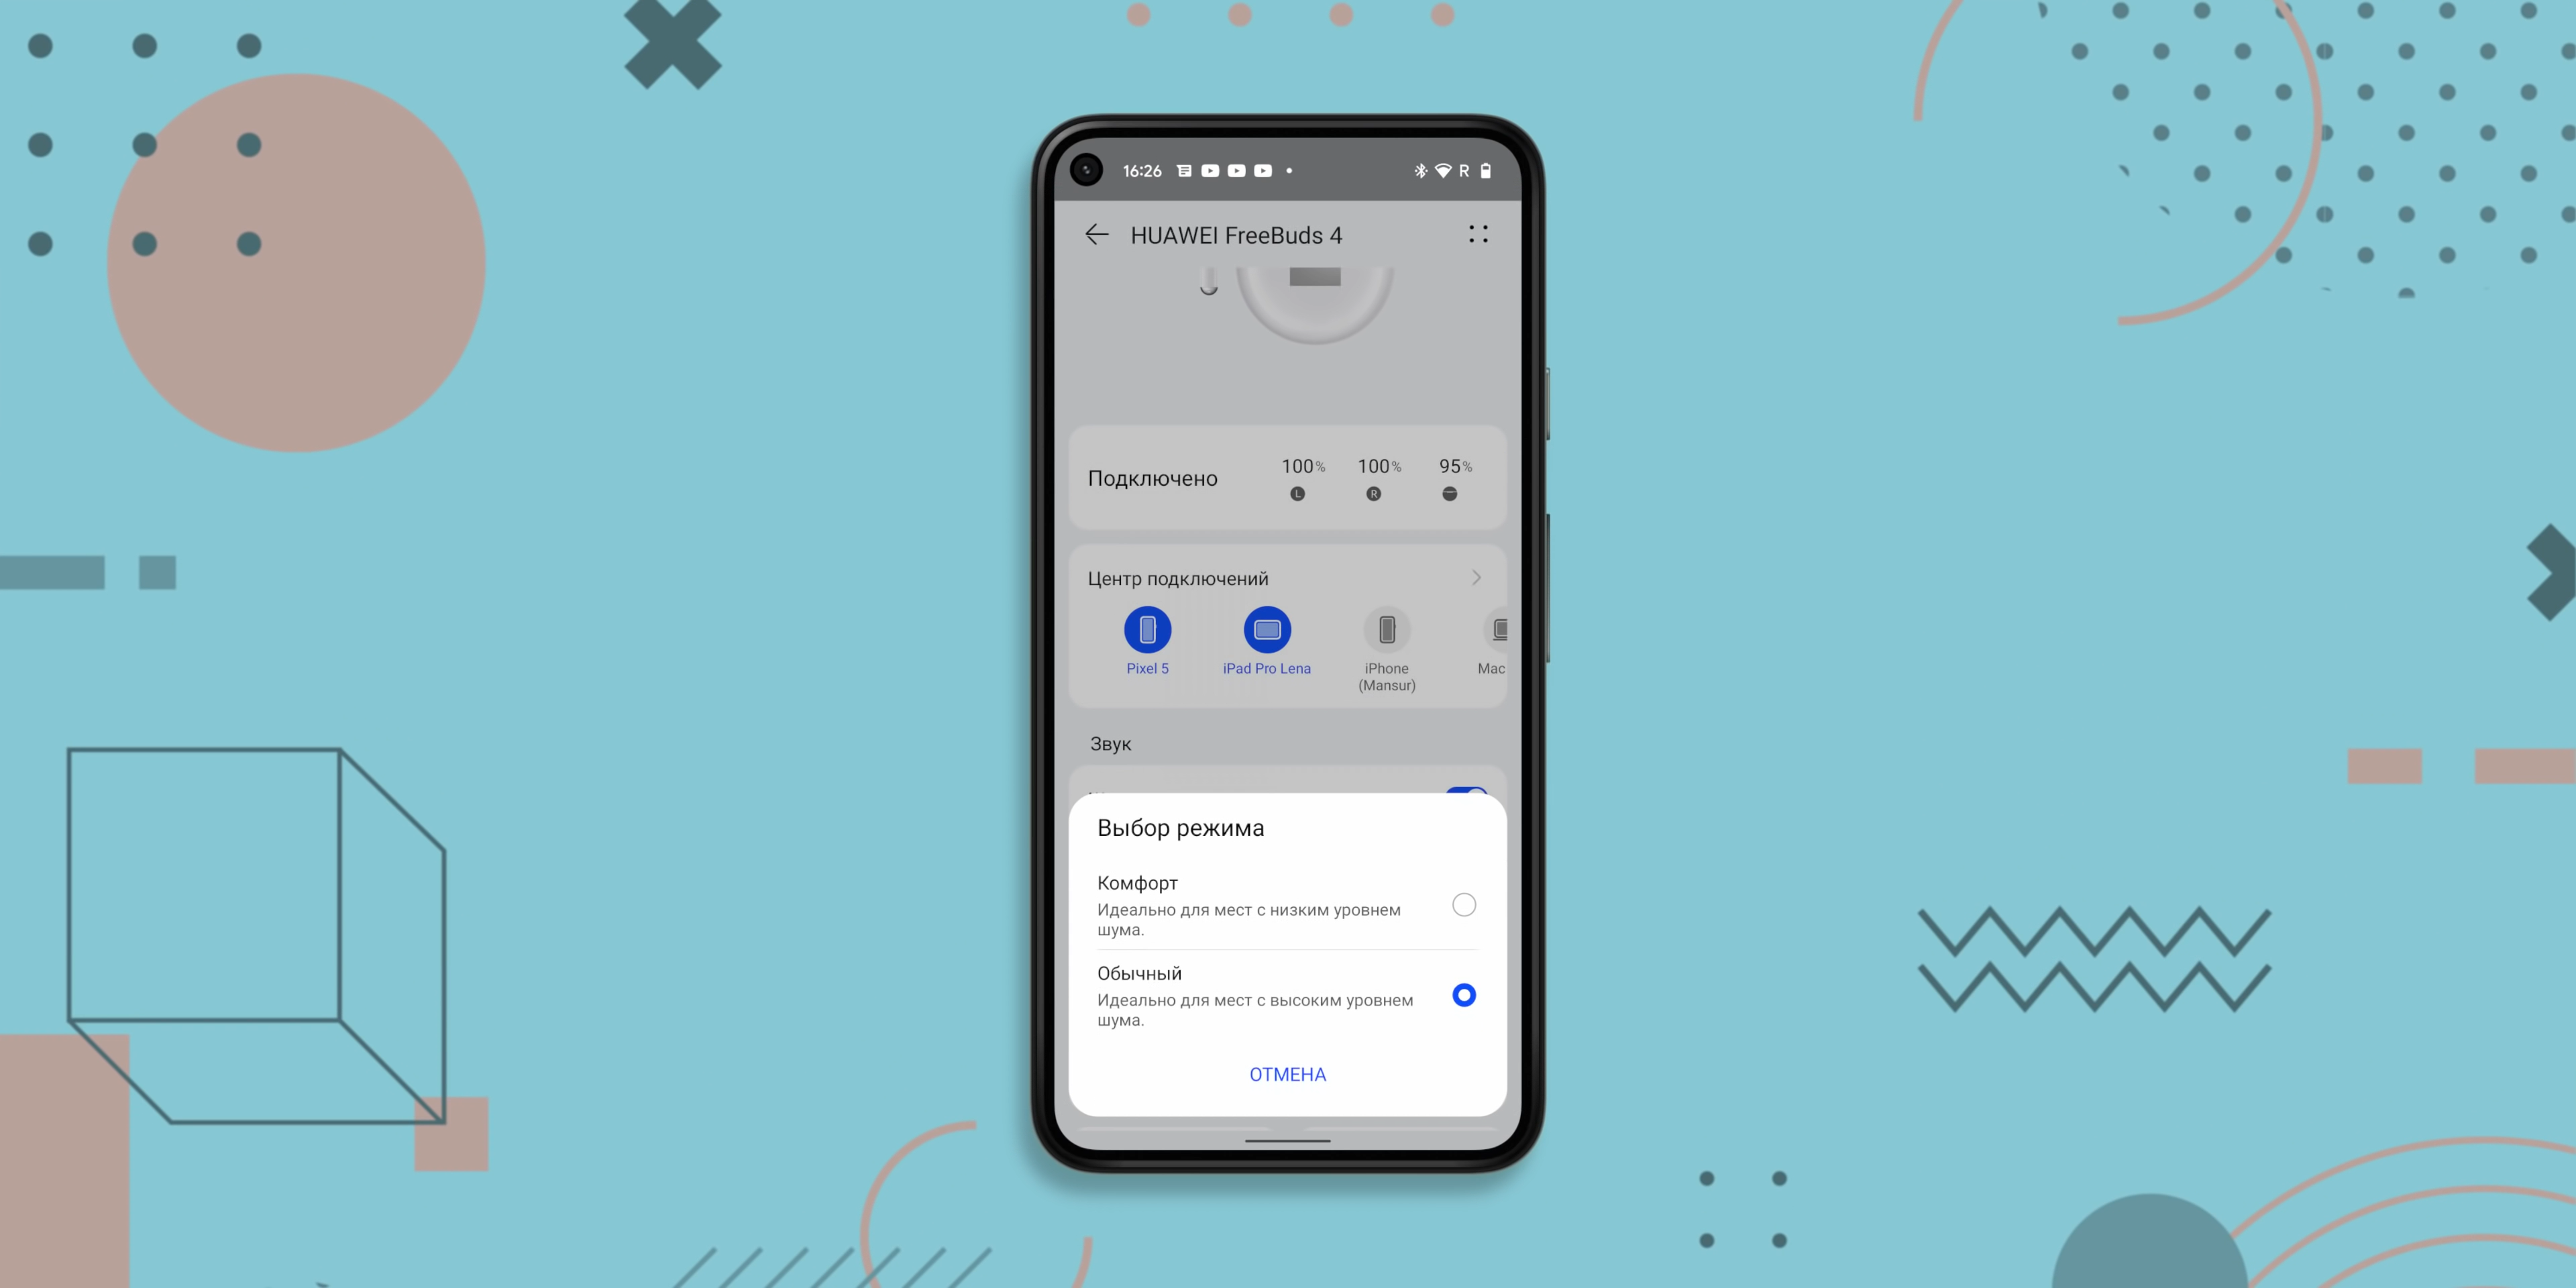 16:26 R
HUAWEI FreeBuds 4
Подключено
100% 100% 95%
L R
Центр подключений
Pixel 5
iPad Pro Lena
iPhone
(Mansur)
Mac
Звук
Выбор режима
Комфорт
Идеально для мест с низким уровнем
шума.
Обычный
Идеально для мест с высоким уровнем
шума.
ОТМЕНА